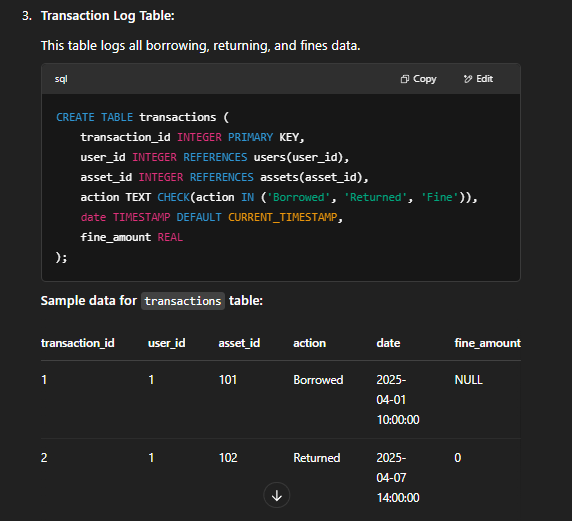 3. Transaction Log Table:
This table logs all borrowing, returning, and fines data.
sql Copy Edit
CREATE TABLE transactions (
    transaction_id INTEGER PRIMARY KEY,
    user_id INTEGER REFERENCES users(user_id),
    asset_id INTEGER REFERENCES assets(asset_id),
    action TEXT CHECK(action IN ('Borrowed', 'Returned', 'Fine')),
    date TIMESTAMP DEFAULT CURRENT_TIMESTAMP,
    fine_amount REAL
);
Sample data for transactions table:
transaction_id user_id asset_id action date fine_amount
1 1 101 Borrowed 2025-
04-01
10:00:00 NULL
2 1 102 Returned 2025-
04-07
14:00:00 0